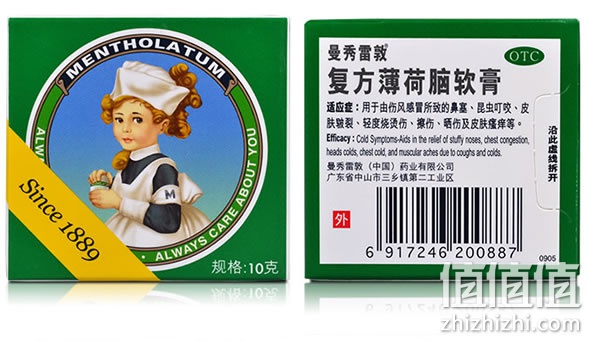 MENTHOLATUM
ALWAYS CARE ABOUT YOU
Since 1889
规格:10克
曼秀雷敦
复方薄荷脑软膏
OTC
适应症:用于由伤风感冒所致的鼻塞、昆虫叮咬、皮
肤皲裂、轻度烧烫伤、擦伤、晒伤及皮肤瘙痒等。
Efficacy: Cold Symptoms-Aids in the relief of stuffy noses, chest congestion,
heads colds, chest cold, and muscular aches due to coughs and colds.
曼秀雷敦(中国)药业有限公司
广东省中山市三乡镇第二工业区
沿此虚线拆开
外
6 917246 200887
0905
M
值值值
zhizhizhi.com